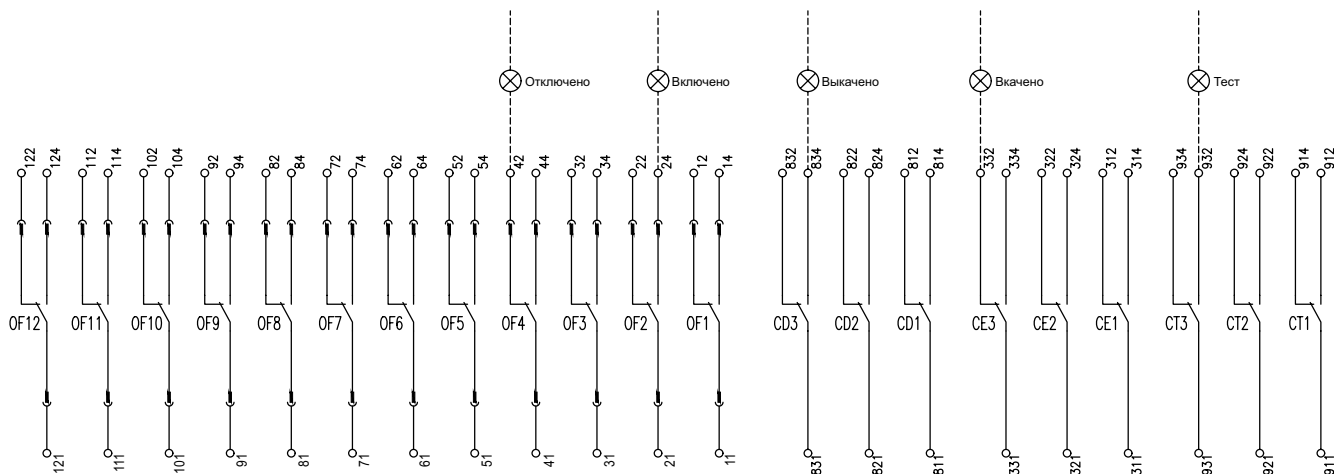 Отключено Включено Выкачено Вкачено Тест
122 124 112 114 102 104 92 94 82 84 72 74 62 64 52 54 42 44 32 34 22 24 12 14 832 834 822 824 812 814 332 334 322 324 312 314 934 932 924 922 914 912
OF12 OF11 OF10 OF9 OF8 OF7 OF6 OF5 OF4 OF3 OF2 OF1 CD3 CD2 CD1 CE3 CE2 CE1 CT3 CT2 CT1
121 111 101 91 81 71 61 51 41 31 21 11 831 821 811 331 321 311 931 921 911